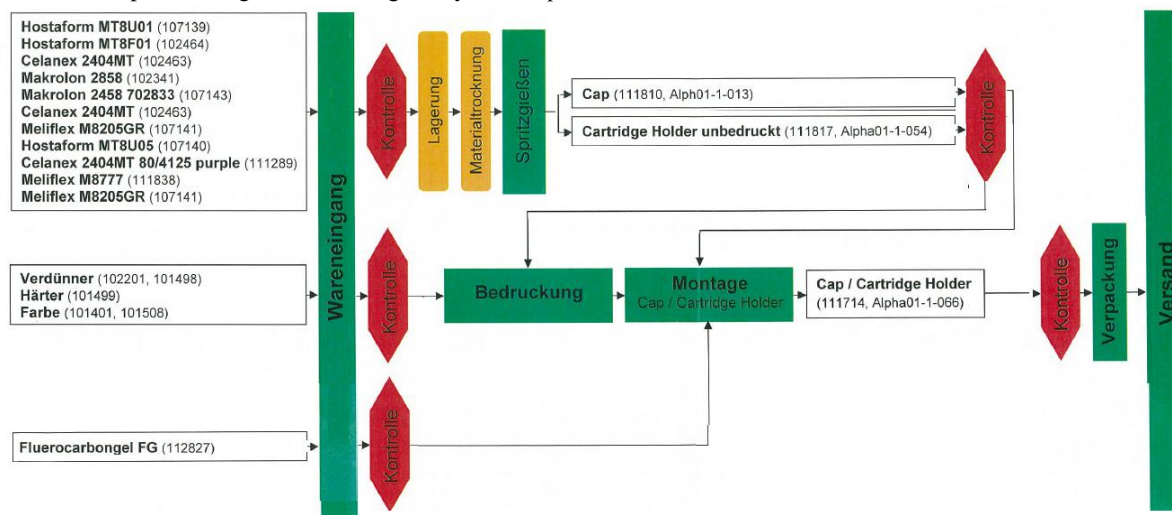 Hostaform MT8U01 (107139)
Hostaform MT8F01 (102464)
Celanex 2404MT (102463)
Makrolon 2858 (102341)
Makrolon 2458 702833 (107143)
Celanex 2404MT (102463)
Meliflex M8205GR (107141)
Hostaform MT8U05 (107140)
Celanex 2404MT 80/4125 purple (111289)
Meliflex M8777 (111838)
Meliflex M8205GR (107141)
Verdünner (102201, 101498)
Härter (101499)
Farbe (101401, 101508)
Fluerocarbongel FG (112827)
Wareneingang
Kontrolle
Lagerung
Materialtrocknung
Spritzgießen
Cap (111810, Alph01-1-013)
Cartridge Holder unbedruckt (111817, Alpha01-1-054)
Kontrolle
Kontrolle
Bedruckung
Montage
Cap / Cartridge Holder
Cap / Cartridge Holder
(111714, Alpha01-1-066)
Kontrolle
Verpackung
Versand
Kontrolle